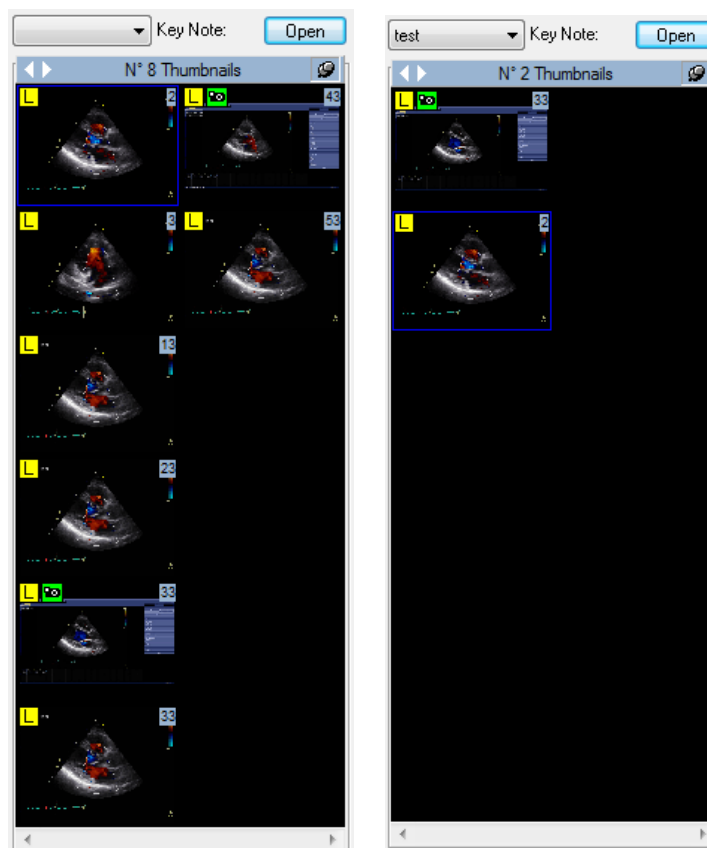 Key Note: Open
N° 8 Thumbnails
L 2
L 43
L 3
L 53
L 13
L 23
L 33
L 33
test Key Note: Open
N° 2 Thumbnails
L 33
L 2